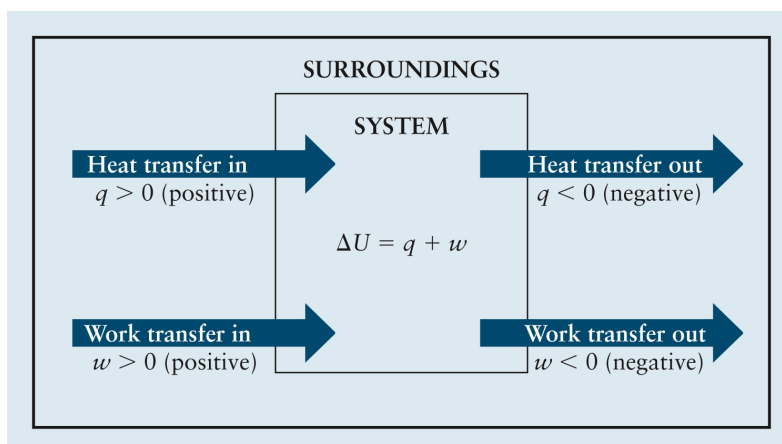 SURROUNDINGS
SYSTEM
Heat transfer in
q > 0 (positive)
Heat transfer out
q < 0 (negative)
ΔU = q + w
Work transfer in
w > 0 (positive)
Work transfer out
w < 0 (negative)